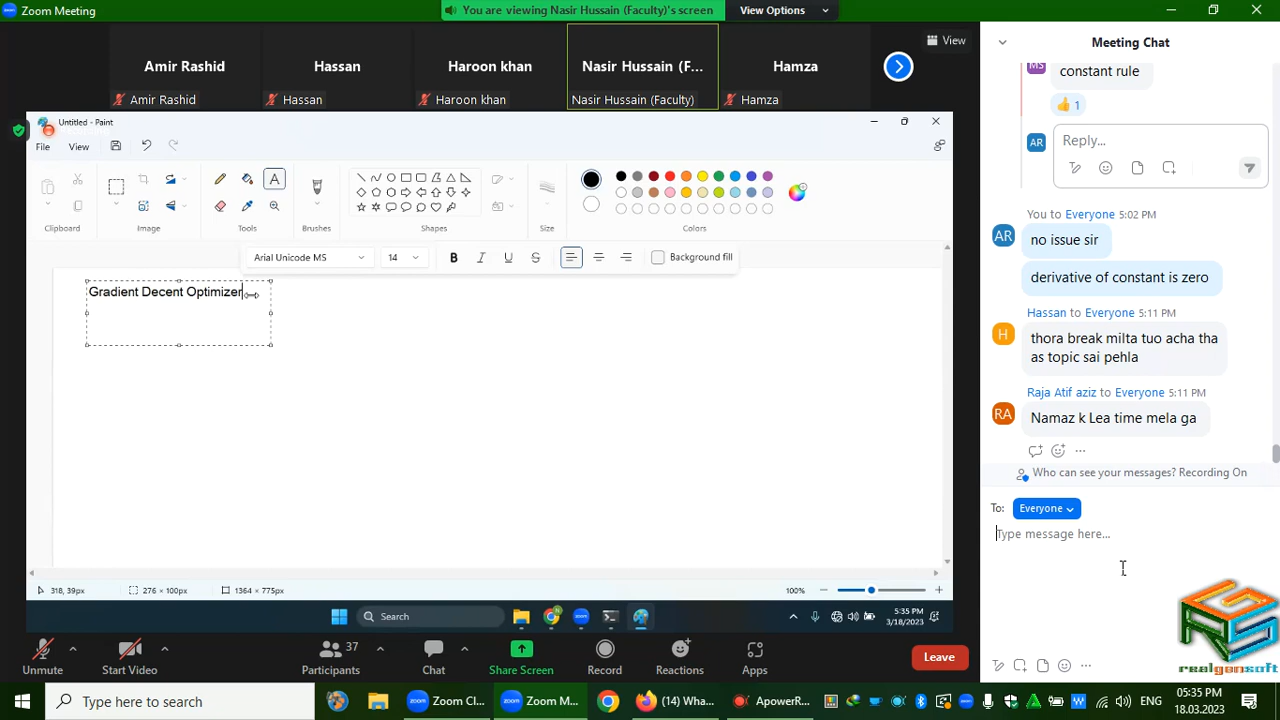 Zoom Meeting
You are viewing Nasir Hussain (Faculty)'s screen
View Options
Amir Rashid
Hassan
Haroon khan
Nasir Hussain (F...
Hamza
View
Amir Rashid
Hassan
Haroon khan
Nasir Hussain (Faculty)
Hamza
Untitled - Paint
File
View
Clipboard
Image
Tools
Brushes
Shapes
Size
Colors
Arial Unicode MS
14
B
Background fill
Gradient Decent Optimizer
318, 39px
276 × 100px
1364 × 775px
100%
Search
5:35 PM
3/18/2023
Unmute
Start Video
37
Participants
Chat
Share Screen
Record
Reactions
Apps
Leave
Meeting Chat
MS
constant rule
1
AR
Reply...
You to Everyone 5:02 PM
AR
no issue sir
derivative of constant is zero
Hassan to Everyone 5:11 PM
H
thora break milta tuo acha tha
as topic sai pehla
Raja Atif aziz to Everyone 5:11 PM
RA
Namaz k Lea time mela ga
Who can see your messages? Recording On
To: Everyone
Type message here...
realgensoft
Type here to search
Zoom Cl...
Zoom M...
(14) Wha...
ApowerR...
ENG
05:35 PM
18.03.2023